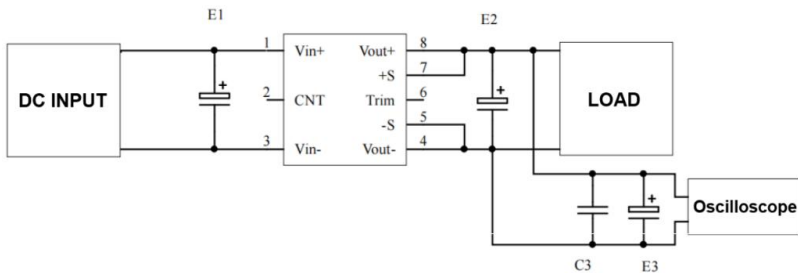 E1
E2
DC INPUT
1 Vin+ Vout+ 8
+S 7
2 CNT Trim 6
-S 5
3 Vin- Vout- 4
+
+
LOAD
+
Oscilloscope
C3
E3